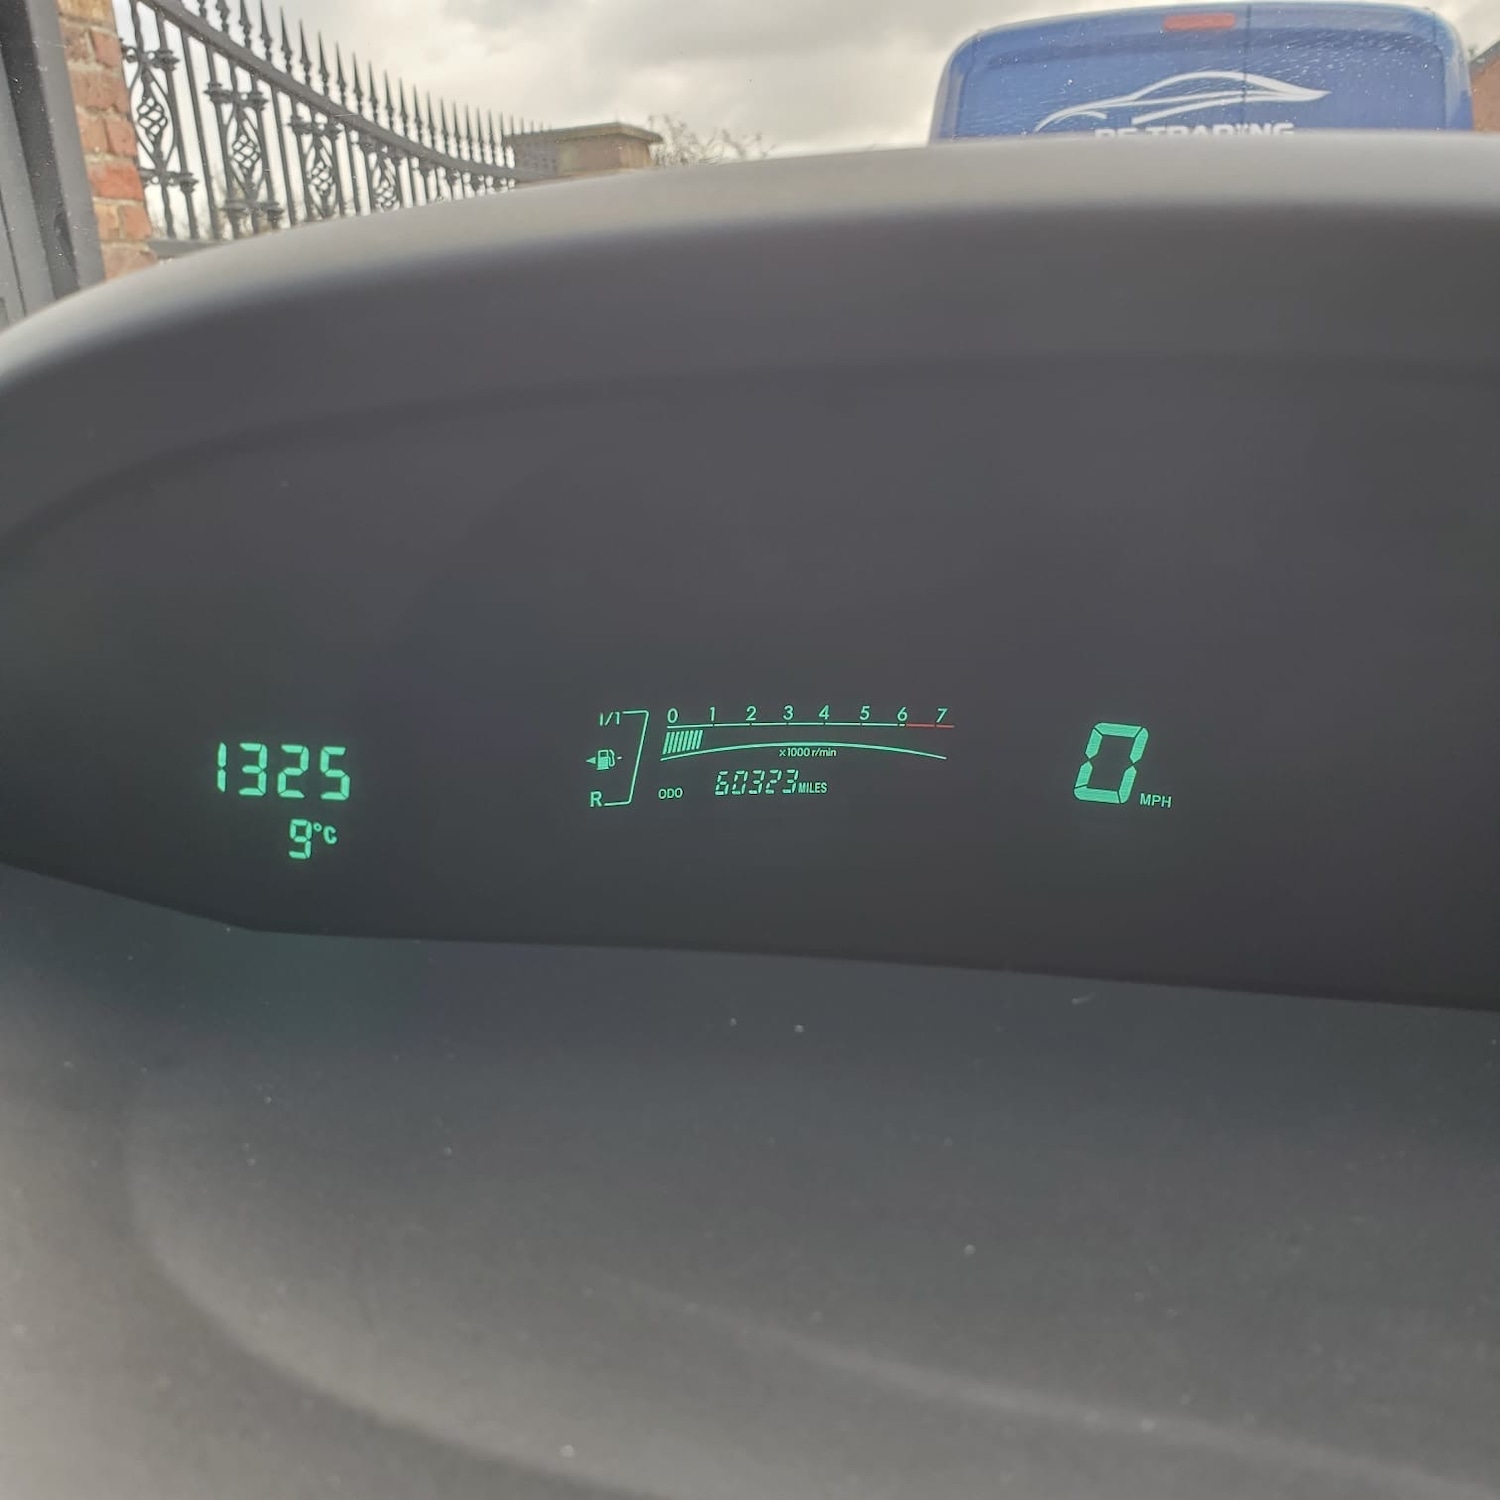 TRADING
1325
9°C
1/1
R
0 1 2 3 4 5 6 7
x1000 r/min
ODO 60323 MILES
0 MPH